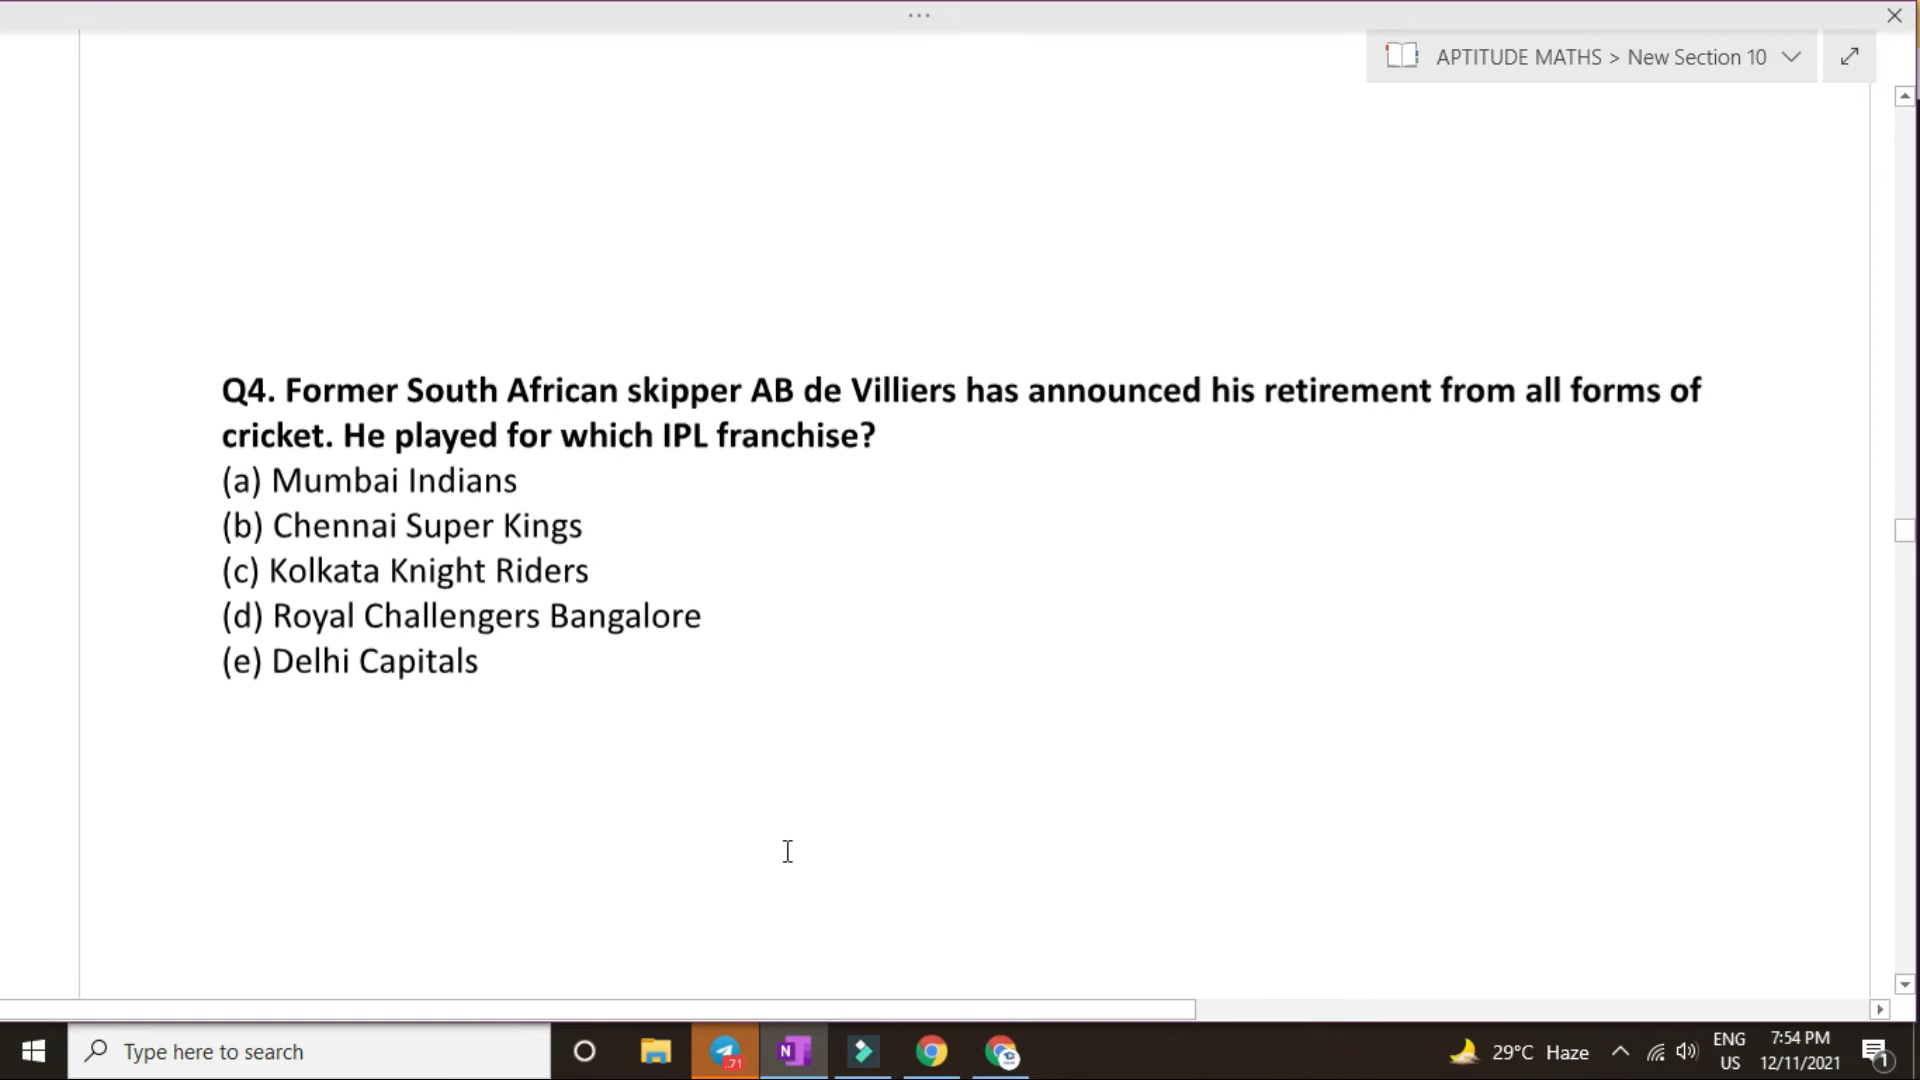 ...
APTITUDE MATHS > New Section 10
Q4. Former South African skipper AB de Villiers has announced his retirement from all forms of
cricket. He played for which IPL franchise?
(a) Mumbai Indians
(b) Chennai Super Kings
(c) Kolkata Knight Riders
(d) Royal Challengers Bangalore
(e) Delhi Capitals
Type here to search
..71
N
29°C Haze
ENG
US
7:54 PM
12/11/2021
1